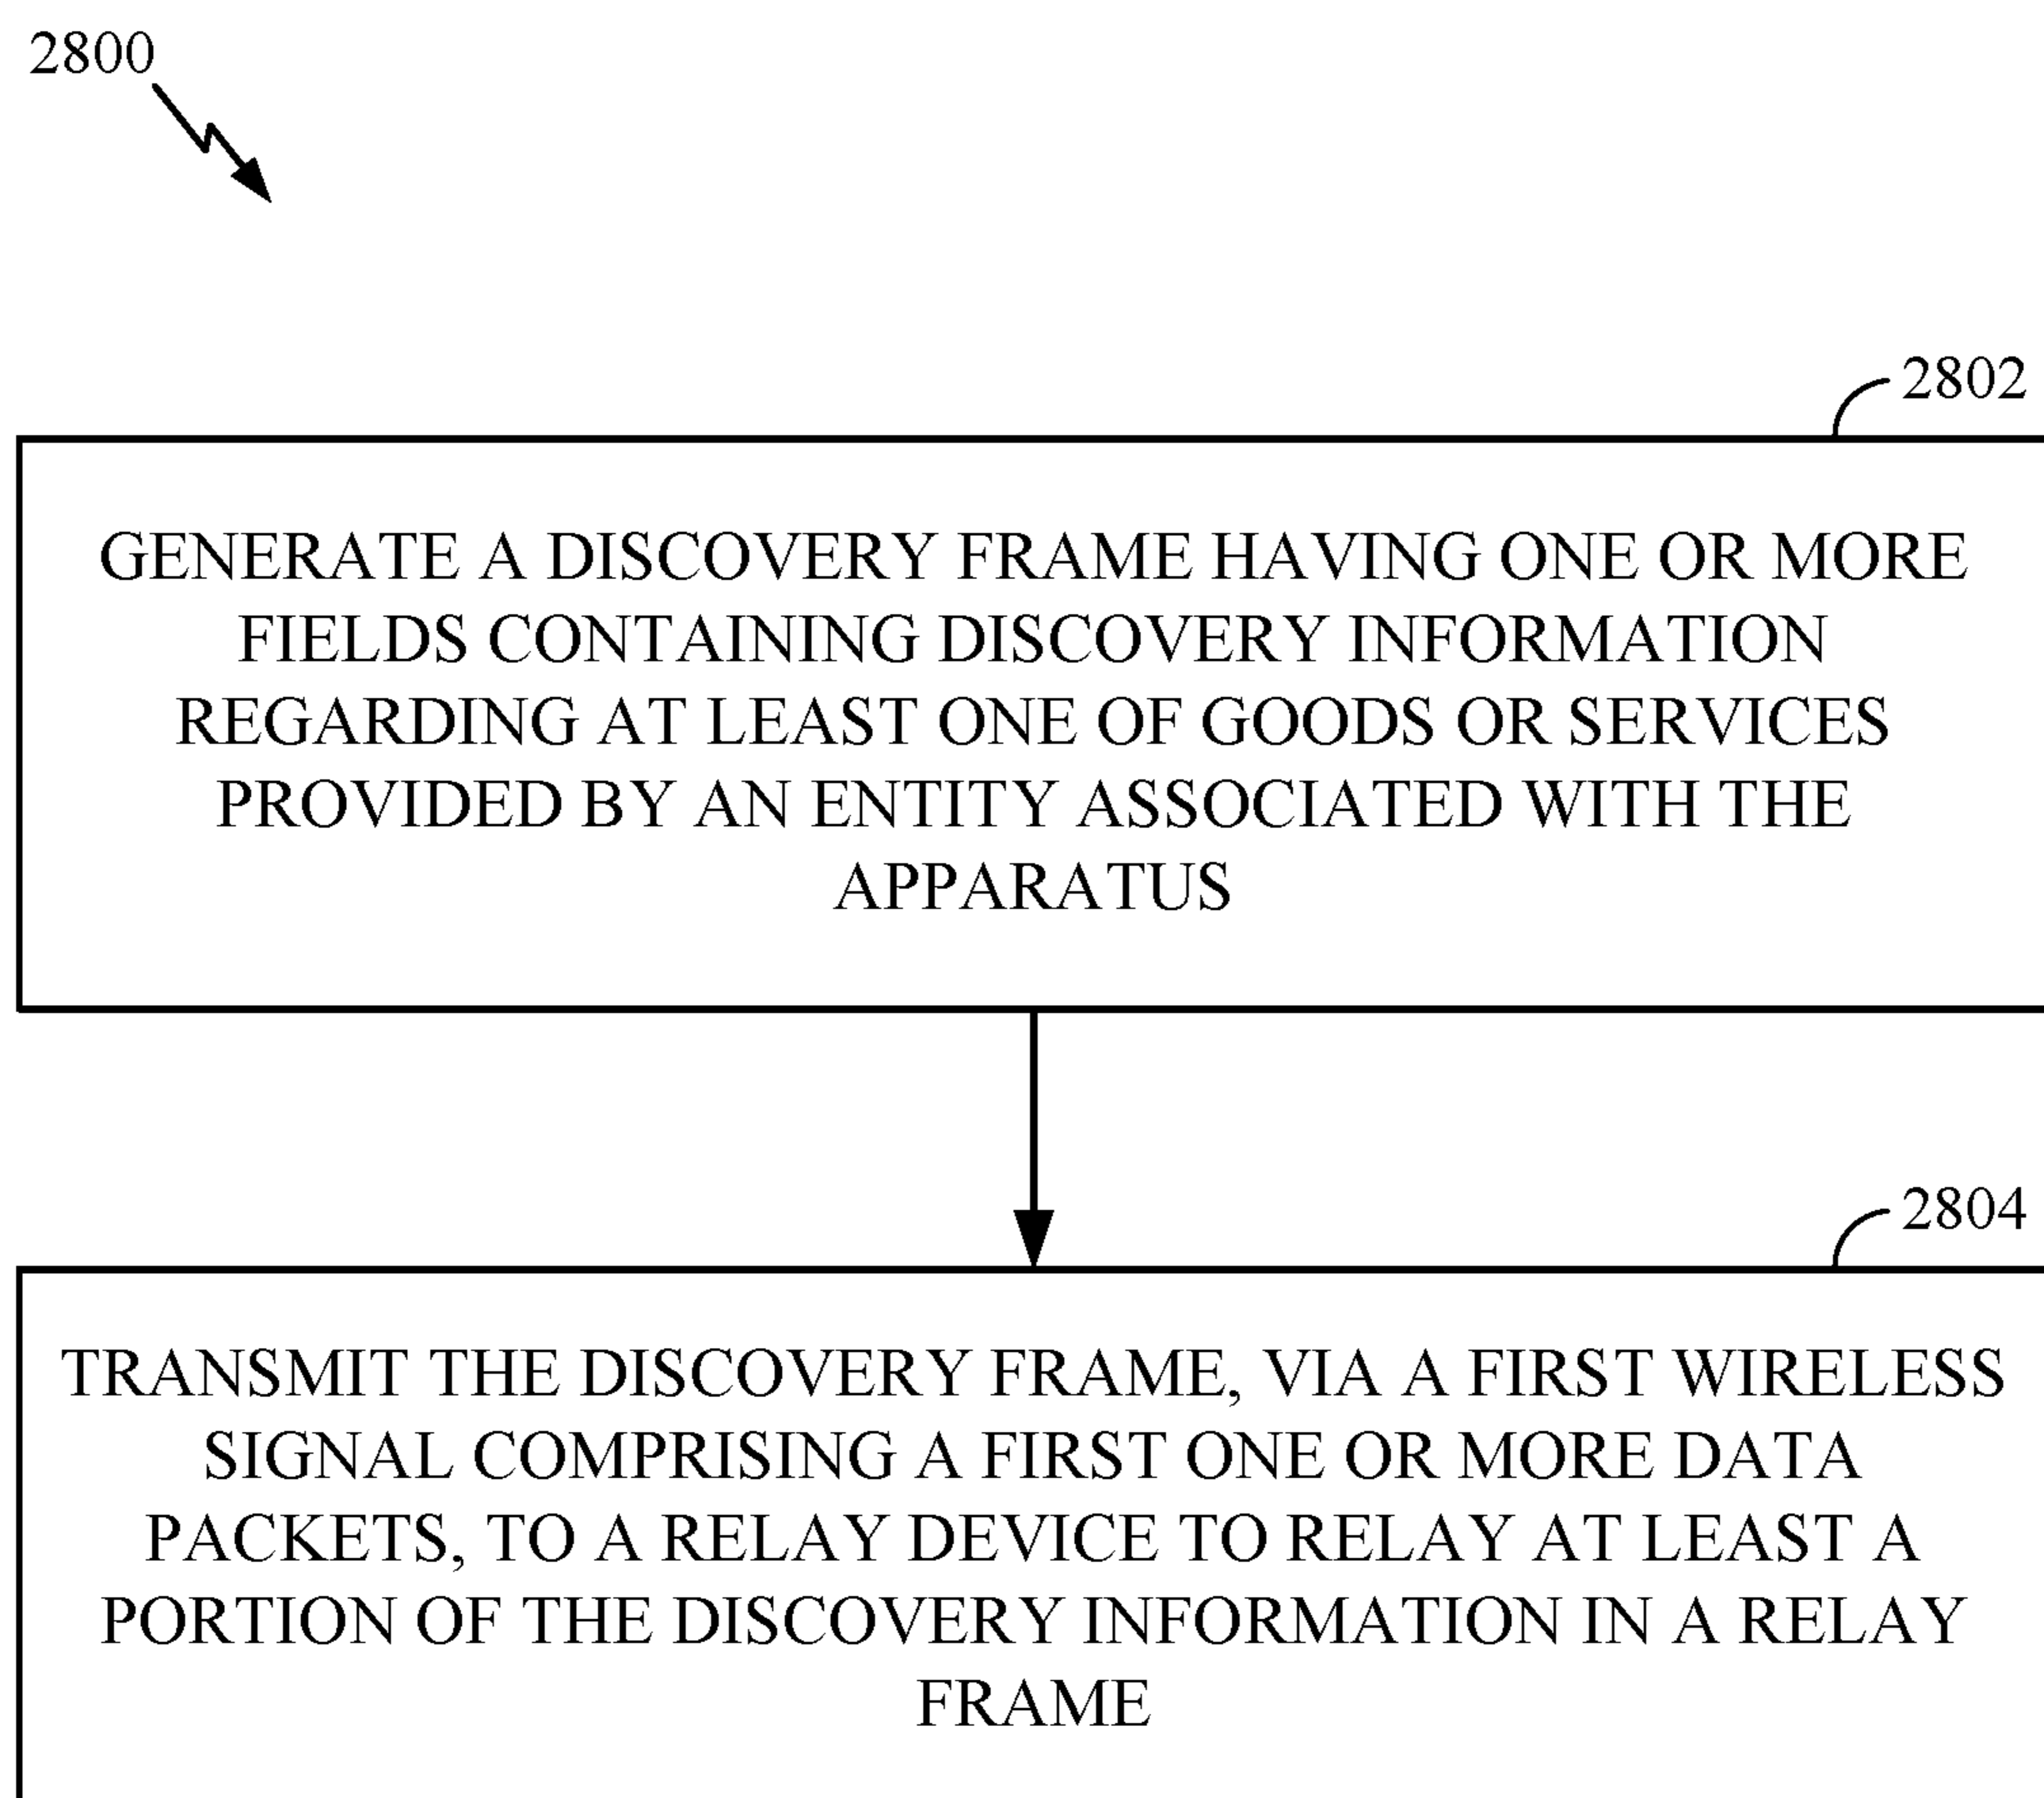 2800
2802
GENERATE A DISCOVERY FRAME HAVING ONE OR MORE
FIELDS CONTAINING DISCOVERY INFORMATION
REGARDING AT LEAST ONE OF GOODS OR SERVICES
PROVIDED BY AN ENTITY ASSOCIATED WITH THE
APPARATUS
2804
TRANSMIT THE DISCOVERY FRAME, VIA A FIRST WIRELESS
SIGNAL COMPRISING A FIRST ONE OR MORE DATA
PACKETS, TO A RELAY DEVICE TO RELAY AT LEAST A
PORTION OF THE DISCOVERY INFORMATION IN A RELAY
FRAME